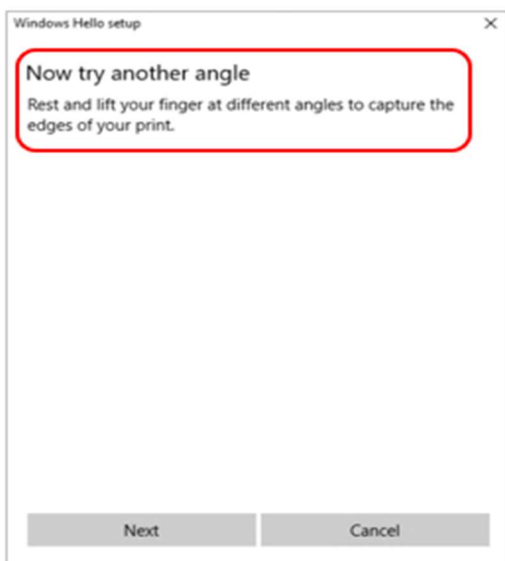 Windows Hello setup
Now try another angle
Rest and lift your finger at different angles to capture the
edges of your print.
Next
Cancel